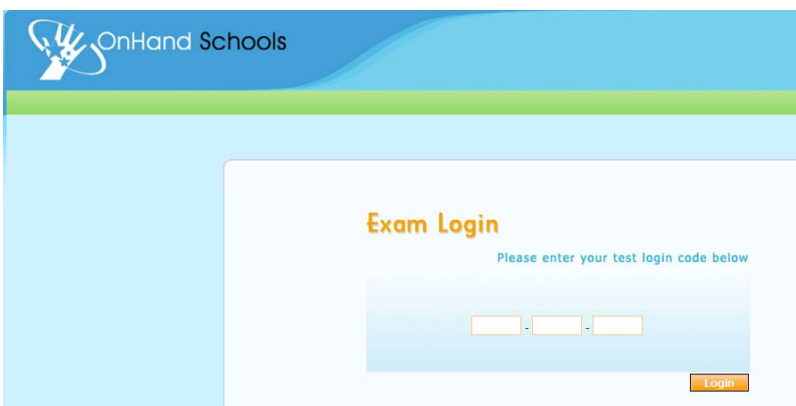 OnHand Schools
Exam Login
Please enter your test login code below
- -
Login